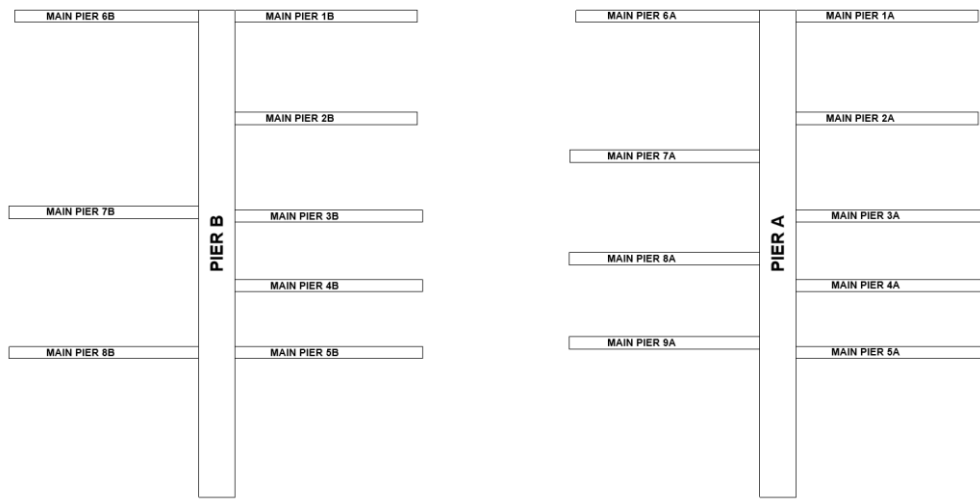 MAIN PIER 6B
MAIN PIER 1B
MAIN PIER 2B
MAIN PIER 7B
MAIN PIER 3B
PIER B
MAIN PIER 4B
MAIN PIER 8B
MAIN PIER 5B
MAIN PIER 6A
MAIN PIER 1A
MAIN PIER 2A
MAIN PIER 7A
MAIN PIER 3A
PIER A
MAIN PIER 8A
MAIN PIER 4A
MAIN PIER 9A
MAIN PIER 5A